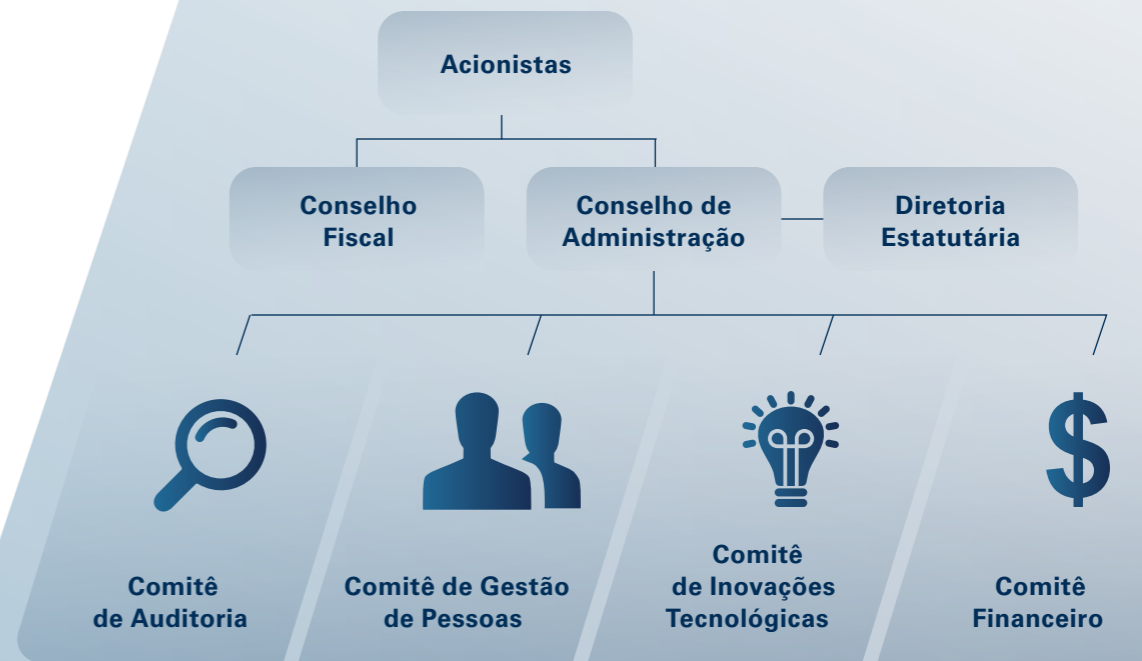 Acionistas
Conselho
Fiscal
Conselho de
Administração
Diretoria
Estatutária
Comitê
de Auditoria
Comitê de Gestão
de Pessoas
Comitê
de Inovações
Tecnológicas
Comitê
Financeiro